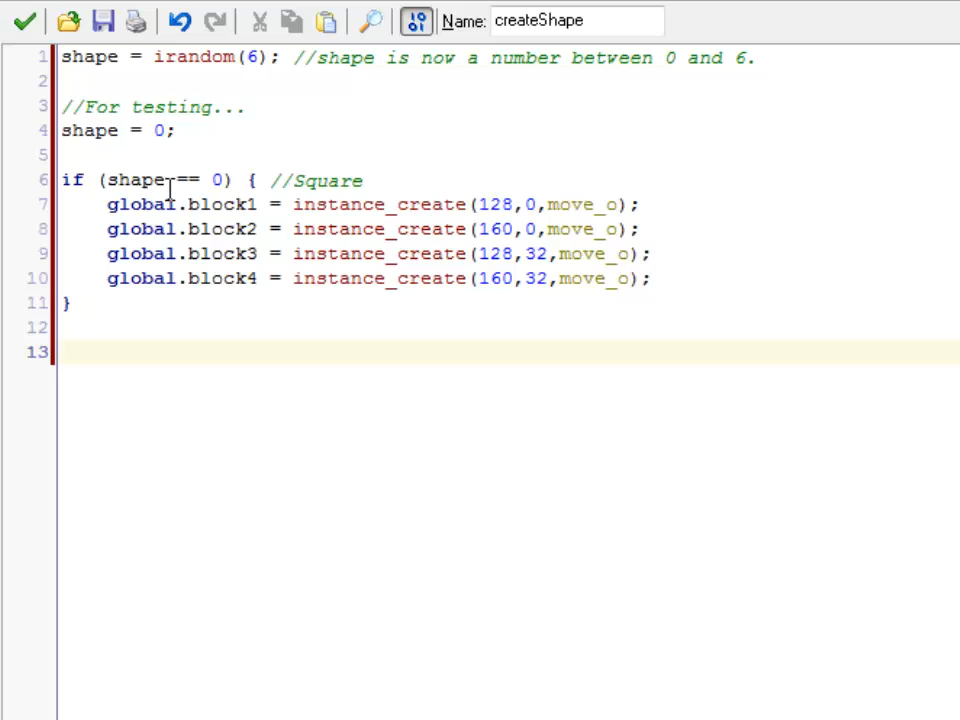 Name: createShape
1 shape = irandom(6); //shape is now a number between 0 and 6.
2
3 //For testing...
4 shape = 0;
5
6 if (shape == 0) { //Square
7 global.block1 = instance_create(128,0,move_o);
8 global.block2 = instance_create(160,0,move_o);
9 global.block3 = instance_create(128,32,move_o);
10 global.block4 = instance_create(160,32,move_o);
11 }
12
13